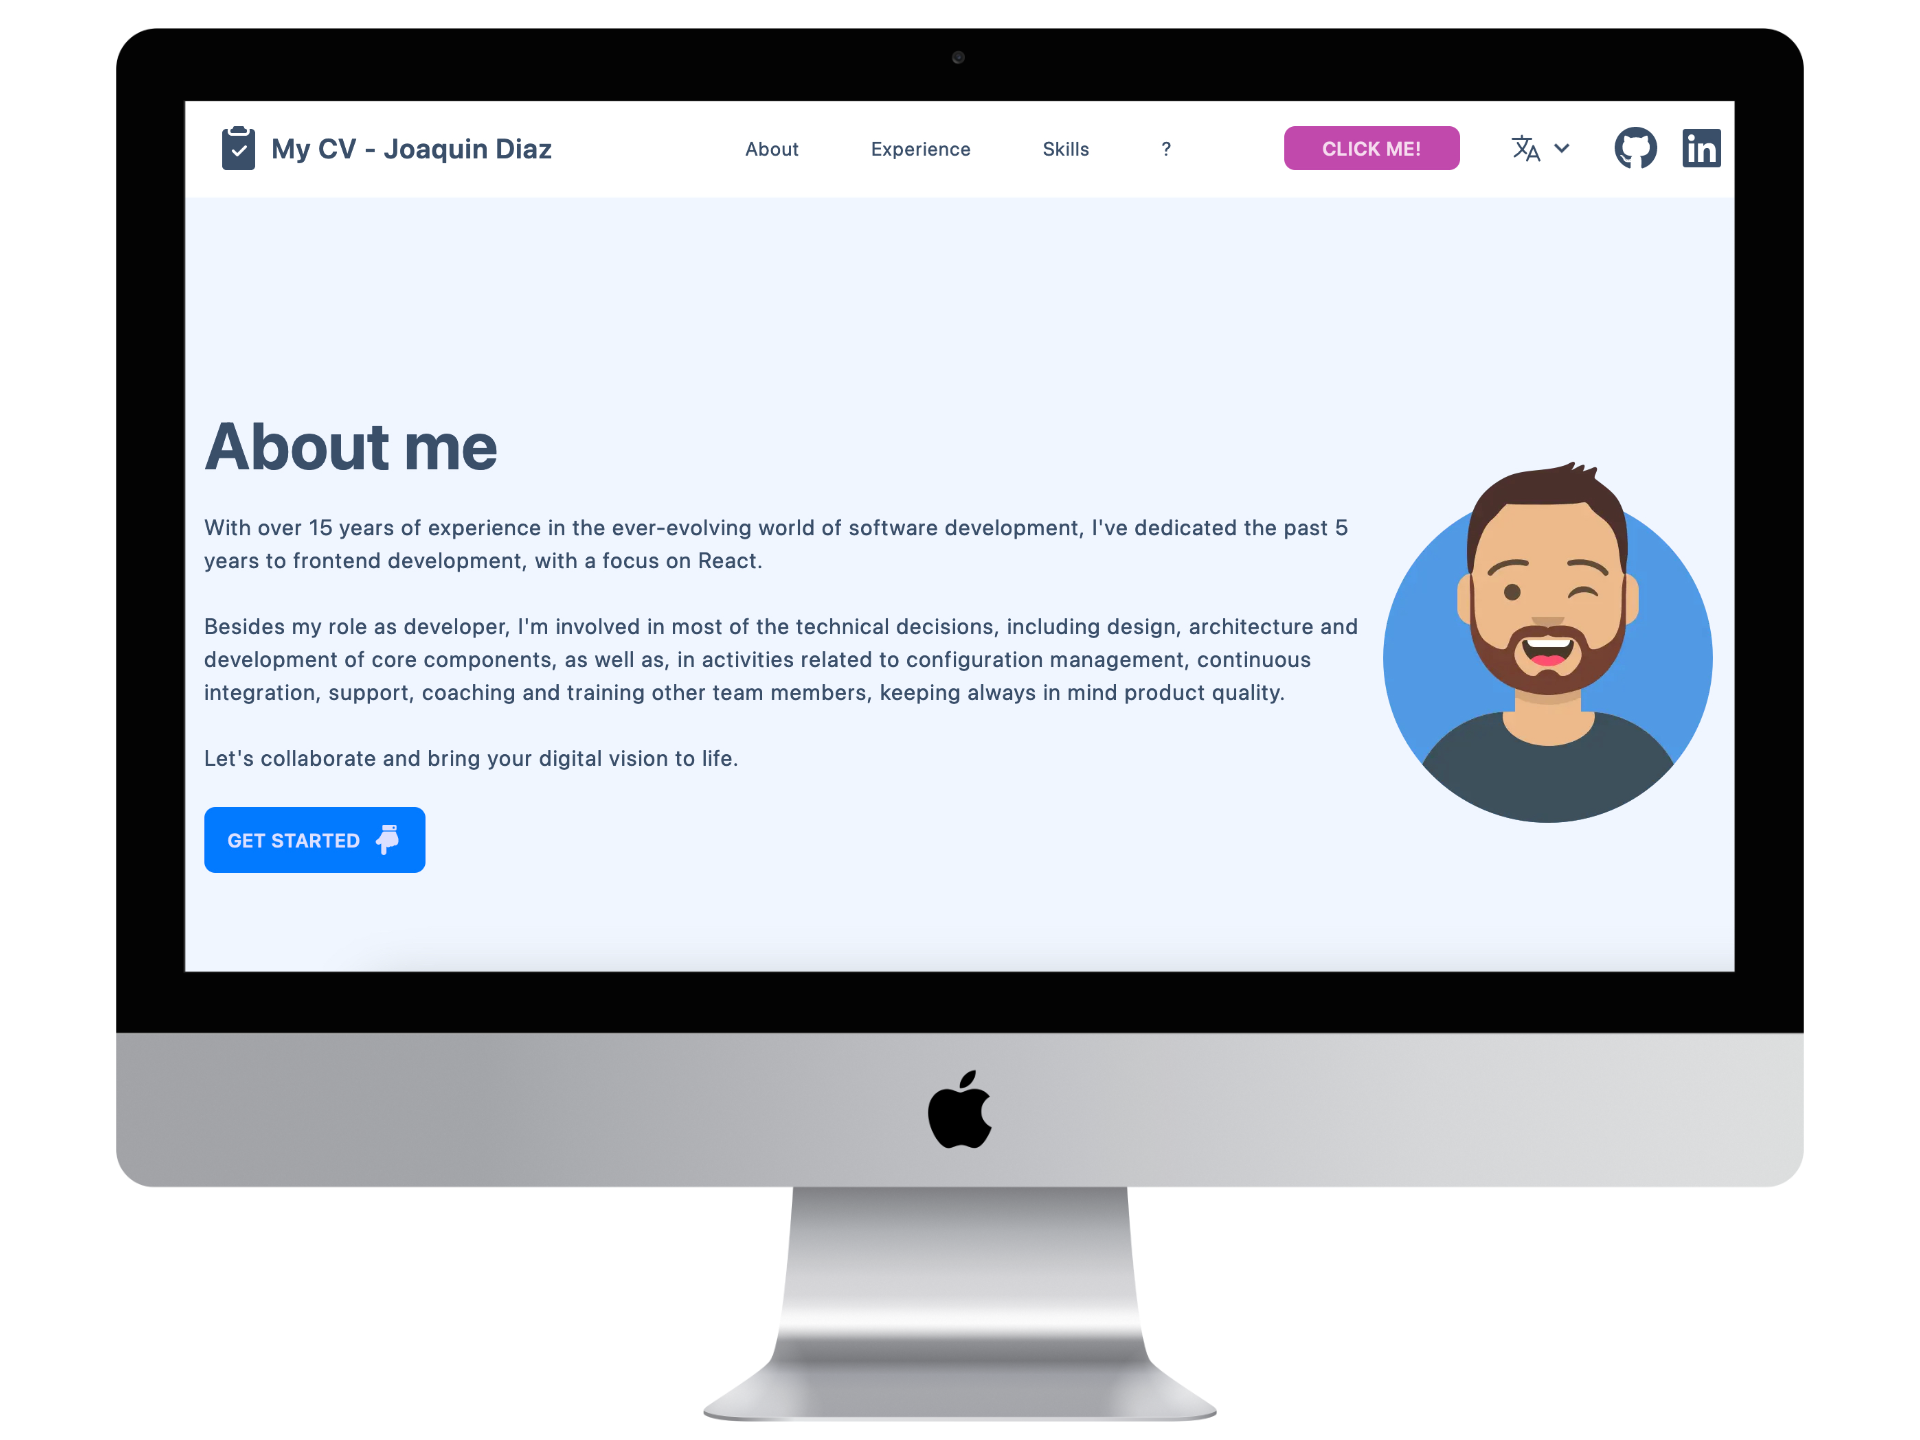 My CV - Joaquin Diaz
About
Experience
Skills
?
CLICK ME!
文A
in
About me
With over 15 years of experience in the ever-evolving world of software development, I've dedicated the past 5
years to frontend development, with a focus on React.
Besides my role as developer, I'm involved in most of the technical decisions, including design, architecture and
development of core components, as well as, in activities related to configuration management, continuous
integration, support, coaching and training other team members, keeping always in mind product quality.
Let's collaborate and bring your digital vision to life.
GET STARTED